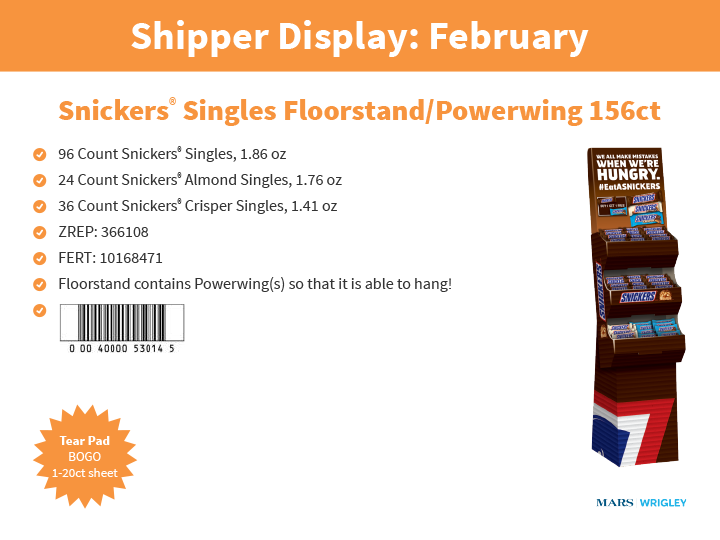 Shipper Display: February
Snickers® Singles Floorstand/Powerwing 156ct
96 Count Snickers® Singles, 1.86 oz
24 Count Snickers® Almond Singles, 1.76 oz
36 Count Snickers® Crisper Singles, 1.41 oz
ZREP: 366108
FERT: 10168471
Floorstand contains Powerwing(s) so that it is able to hang!
0 00 40000 53014 5
WE ALL MAKE MISTAKES
WHEN WE'RE
HUNGRY.
#EatASNICKERS
SNICKERS
SNICKERS
Tear Pad
BOGO
1-20ct sheet
MARS WRIGLEY